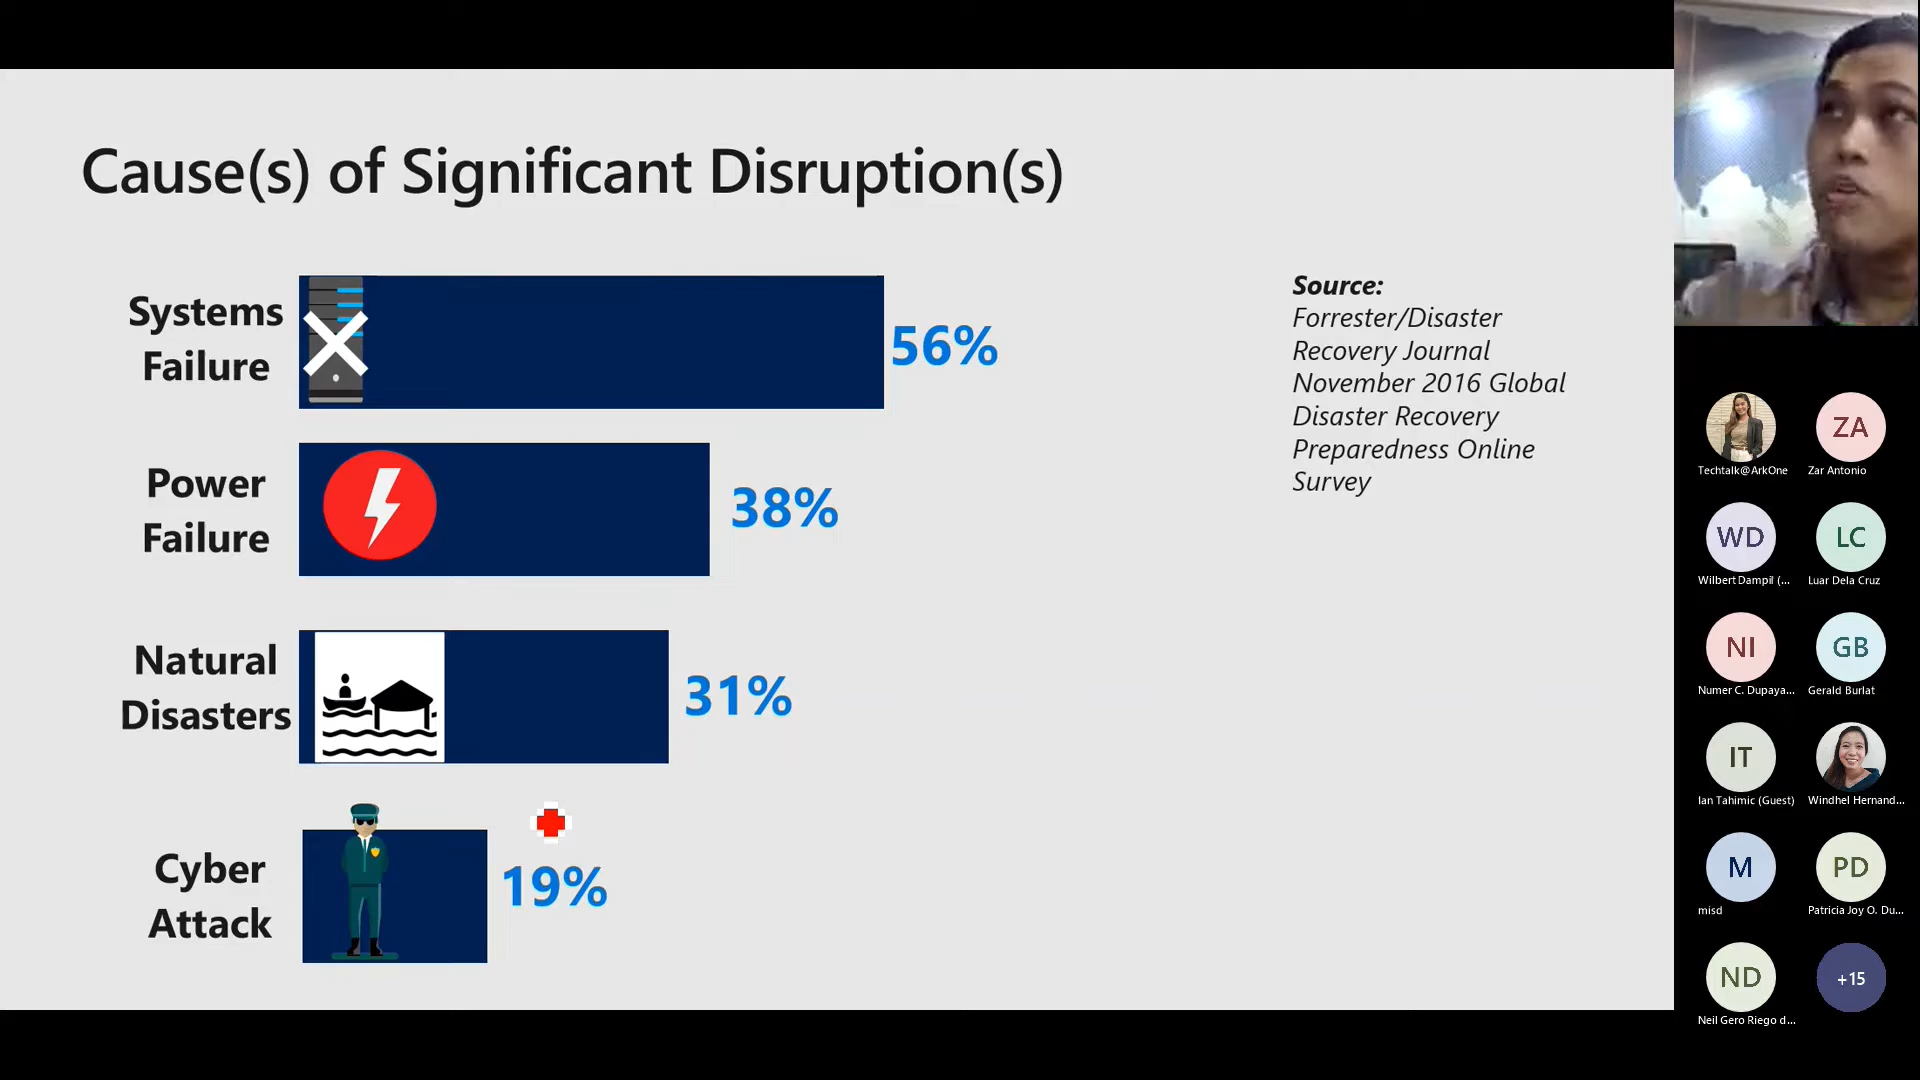 Cause(s) of Significant Disruption(s)
Systems
Failure
56%
Power
Failure
38%
Natural
Disasters
31%
Cyber
Attack
19%
Source:
Forrester/Disaster
Recovery Journal
November 2016 Global
Disaster Recovery
Preparedness Online
Survey
Techtalk@ArkOne
ZA
Zar Antonio
WD
Wilbert Dampil (...
LC
Luar Dela Cruz
NI
Numer C. Dupaya...
GB
Gerald Burlat
IT
Ian Tahimic (Guest)
Windhel Hernand...
M
misd
PD
Patricia Joy O. Du...
ND
Neil Gero Riego d...
+15